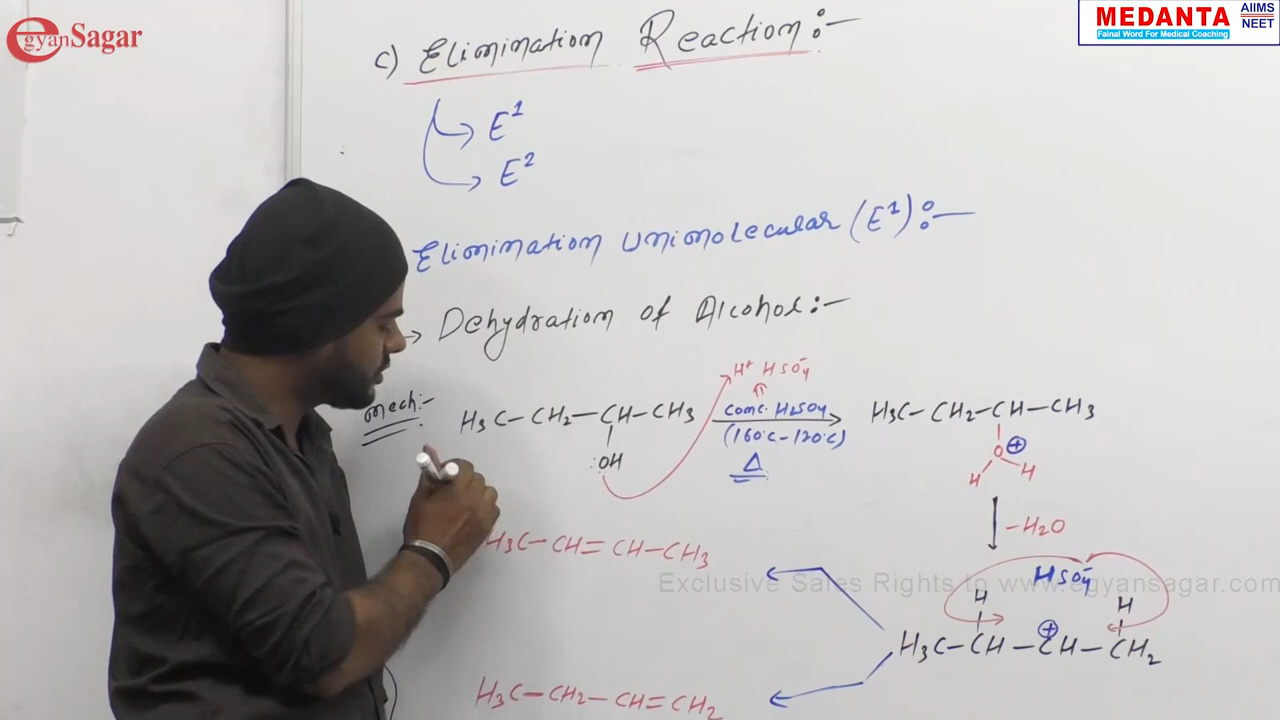 egyanSagar
MEDANTA AIIMS NEET
Fainal Word For Medical Coaching
c) Elimination Reaction:-
E¹
E²
Elimination Unimolecular (E¹):-
→ Dehydration of Alcohol:-
Mech:-
H⁺ HSO₄⁻
H₃C-CH₂-CH-CH₃
:OH
conc. H₂SO₄
(160°C-120°C)
Δ
H₃C-CH₂-CH-CH₃
O ⊕
H H
-H₂O
H₃C-CH=CH-CH₃
Exclusive Sales Rights to www.egyansagar.com
HSO₄⁻
H H
⊕
H₃C-CH-CH-CH₂
H₃C-CH₂-CH=CH₂